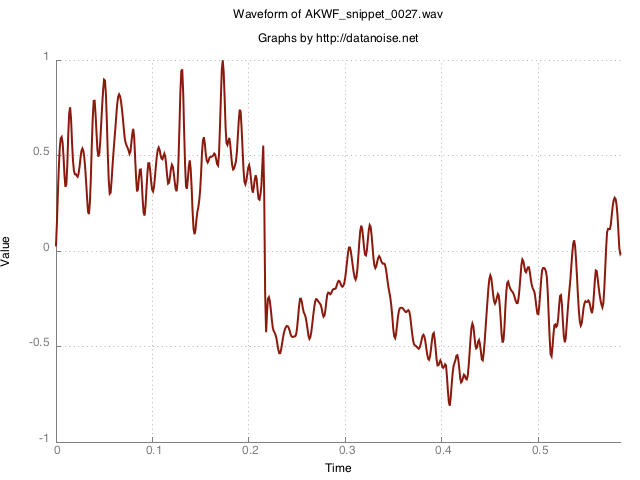 Waveform of AKWF_snippet_0027.wav
Graphs by http://datanoise.net
1
0.5
0
-0.5
-1
Value
0
0.1
0.2
0.3
0.4
0.5
Time